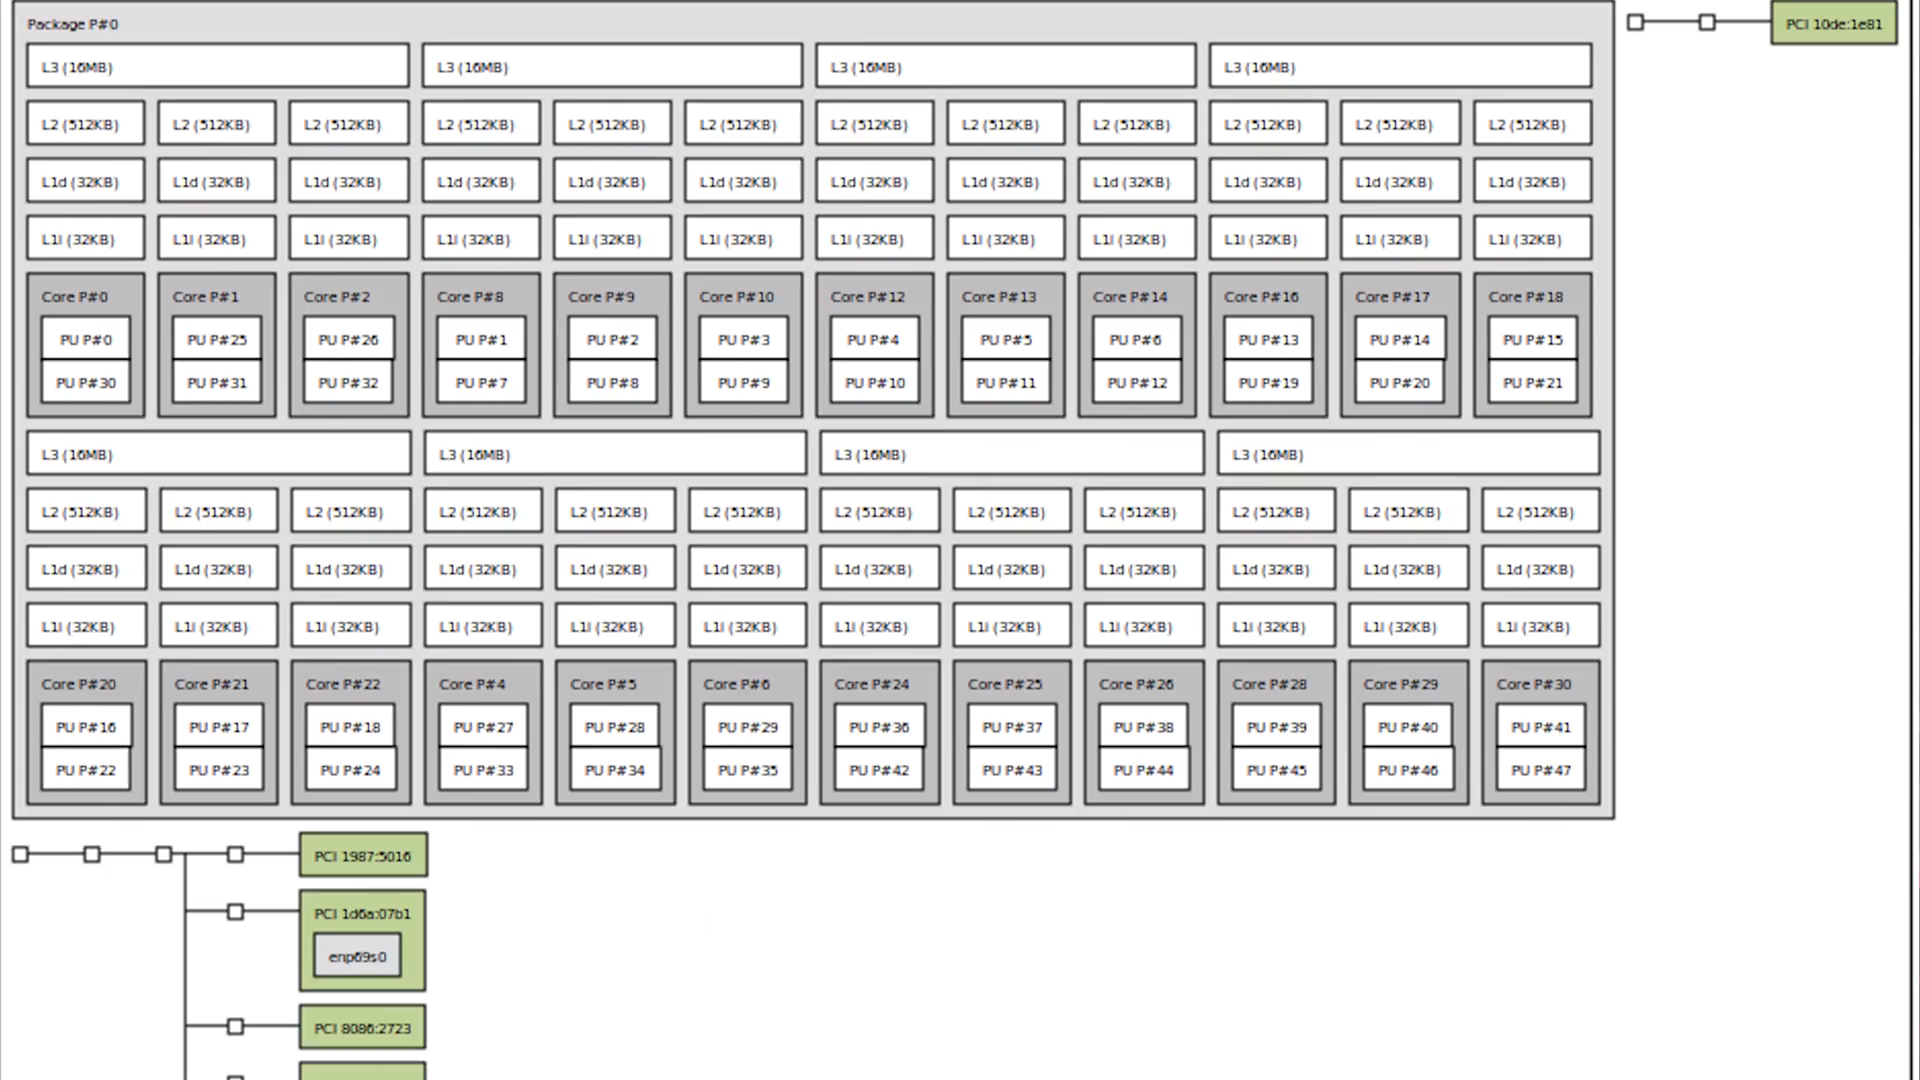 Package P#0
PCI 10de:1e81
L3 (16MB) L3 (16MB) L3 (16MB) L3 (16MB)
L2 (512KB) L2 (512KB) L2 (512KB) L2 (512KB) L2 (512KB) L2 (512KB) L2 (512KB) L2 (512KB) L2 (512KB) L2 (512KB) L2 (512KB) L2 (512KB)
L1d (32KB) L1d (32KB) L1d (32KB) L1d (32KB) L1d (32KB) L1d (32KB) L1d (32KB) L1d (32KB) L1d (32KB) L1d (32KB) L1d (32KB) L1d (32KB)
L1i (32KB) L1i (32KB) L1i (32KB) L1i (32KB) L1i (32KB) L1i (32KB) L1i (32KB) L1i (32KB) L1i (32KB) L1i (32KB) L1i (32KB) L1i (32KB)
Core P#0 Core P#1 Core P#2 Core P#8 Core P#9 Core P#10 Core P#12 Core P#13 Core P#14 Core P#16 Core P#17 Core P#18
PU P#0 PU P#25 PU P#26 PU P#1 PU P#2 PU P#3 PU P#4 PU P#5 PU P#6 PU P#13 PU P#14 PU P#15
PU P#30 PU P#31 PU P#32 PU P#7 PU P#8 PU P#9 PU P#10 PU P#11 PU P#12 PU P#19 PU P#20 PU P#21
L3 (16MB) L3 (16MB) L3 (16MB) L3 (16MB)
L2 (512KB) L2 (512KB) L2 (512KB) L2 (512KB) L2 (512KB) L2 (512KB) L2 (512KB) L2 (512KB) L2 (512KB) L2 (512KB) L2 (512KB) L2 (512KB)
L1d (32KB) L1d (32KB) L1d (32KB) L1d (32KB) L1d (32KB) L1d (32KB) L1d (32KB) L1d (32KB) L1d (32KB) L1d (32KB) L1d (32KB) L1d (32KB)
L1i (32KB) L1i (32KB) L1i (32KB) L1i (32KB) L1i (32KB) L1i (32KB) L1i (32KB) L1i (32KB) L1i (32KB) L1i (32KB) L1i (32KB) L1i (32KB)
Core P#20 Core P#21 Core P#22 Core P#4 Core P#5 Core P#6 Core P#24 Core P#25 Core P#26 Core P#28 Core P#29 Core P#30
PU P#16 PU P#17 PU P#18 PU P#27 PU P#28 PU P#29 PU P#36 PU P#37 PU P#38 PU P#39 PU P#40 PU P#41
PU P#22 PU P#23 PU P#24 PU P#33 PU P#34 PU P#35 PU P#42 PU P#43 PU P#44 PU P#45 PU P#46 PU P#47
PCI 1987:5016
PCI 1d6a:07b1
enp69s0
PCI 8086:2723